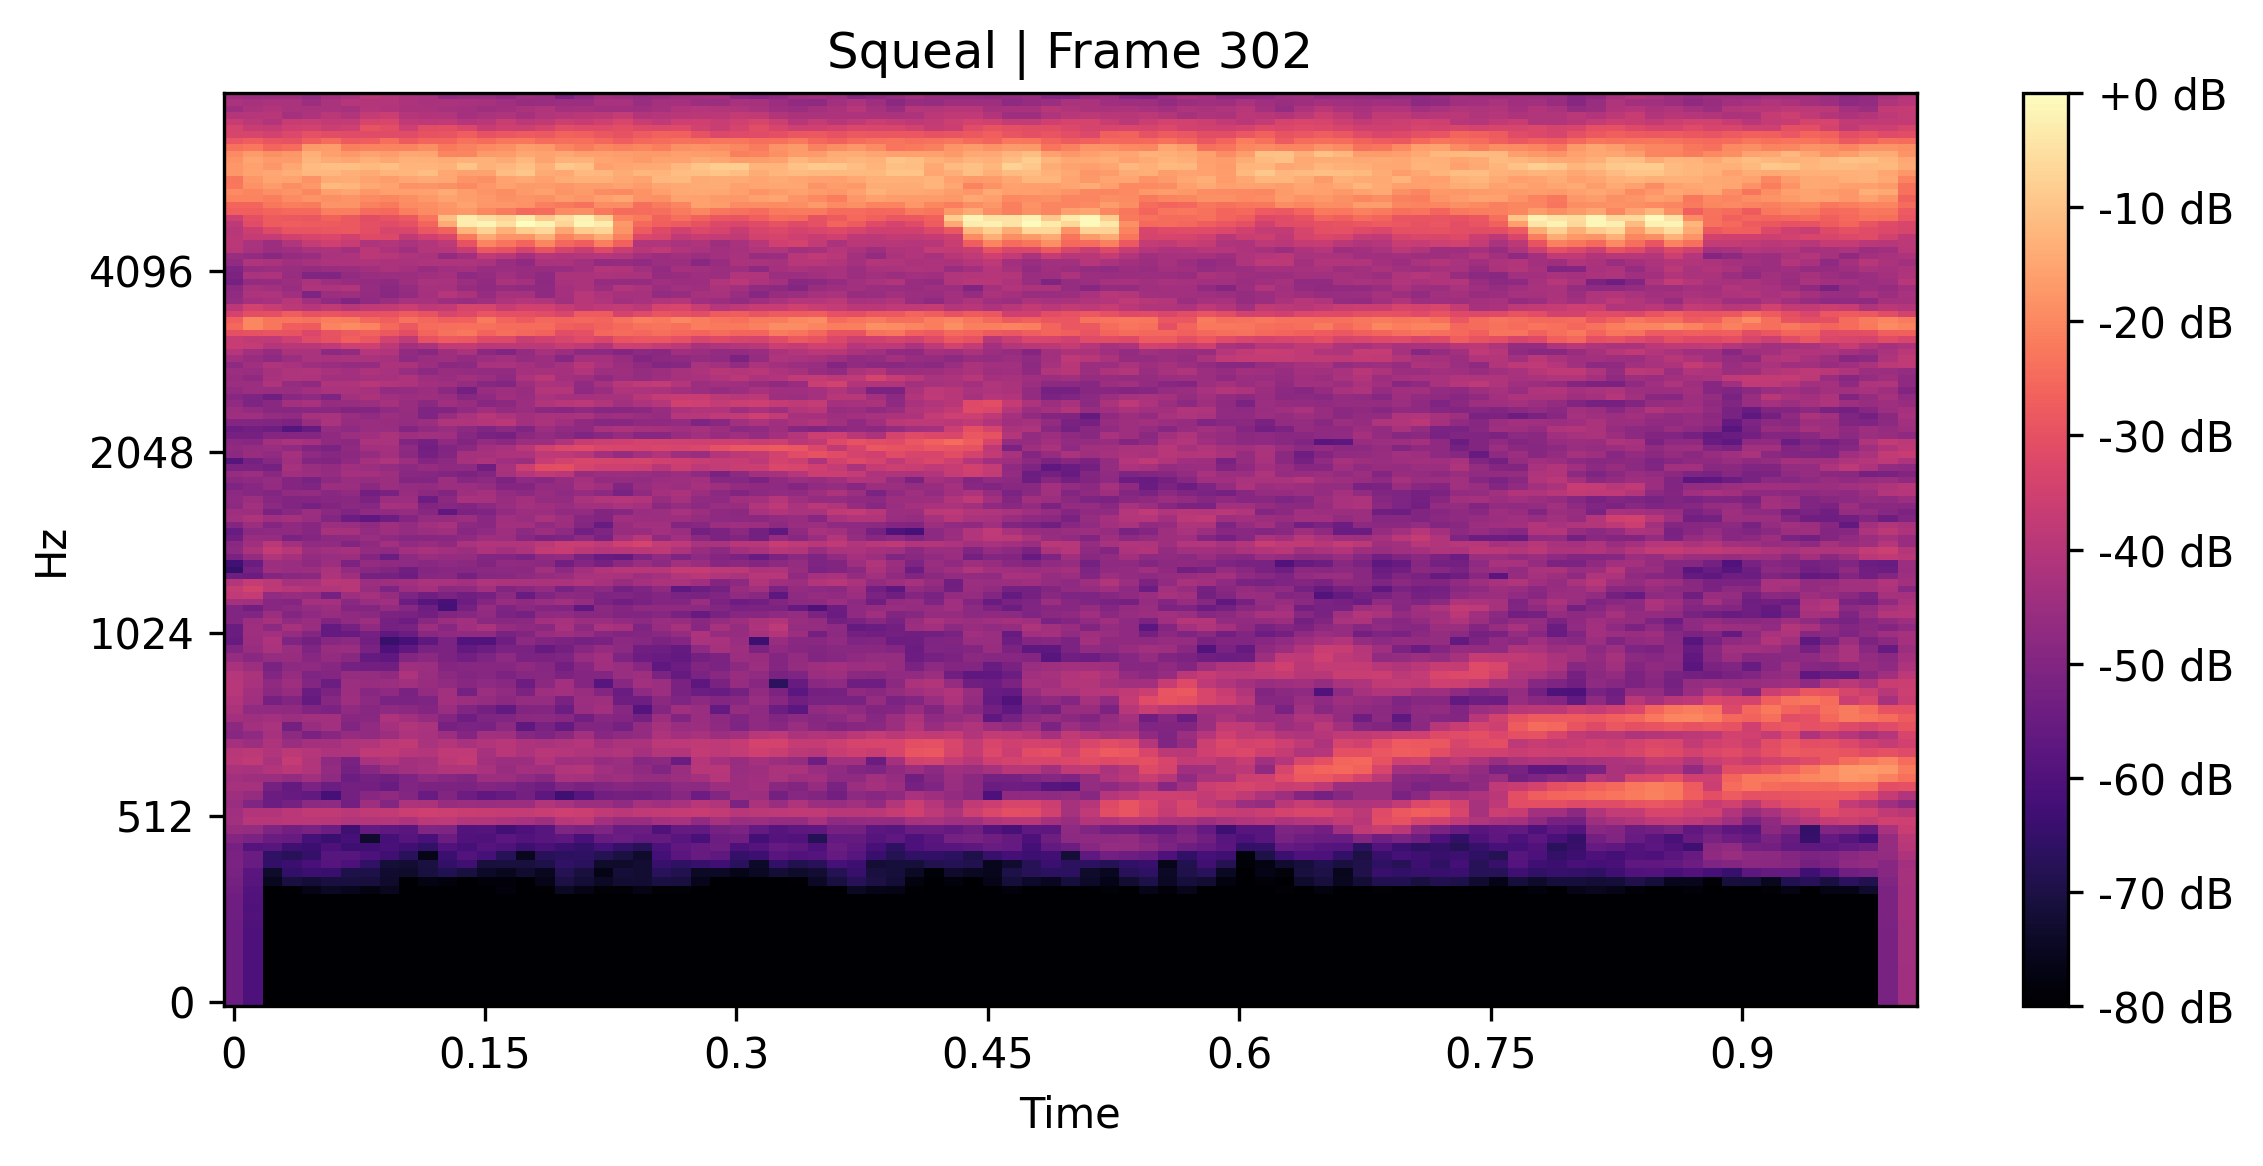 Squeal | Frame 302
Hz
4096
2048
1024
512
0
0 0.15 0.3 0.45 0.6 0.75 0.9
Time
+0 dB
-10 dB
-20 dB
-30 dB
-40 dB
-50 dB
-60 dB
-70 dB
-80 dB